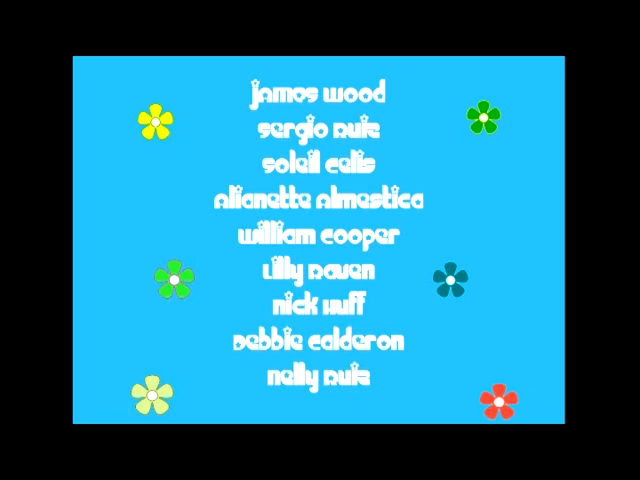 James Wood
Sergio Ruiz
Soleil Celis
Alianette Almestica
William Cooper
Lilly Raven
Nick Huff
Debbie Calderon
Nelly Ruiz